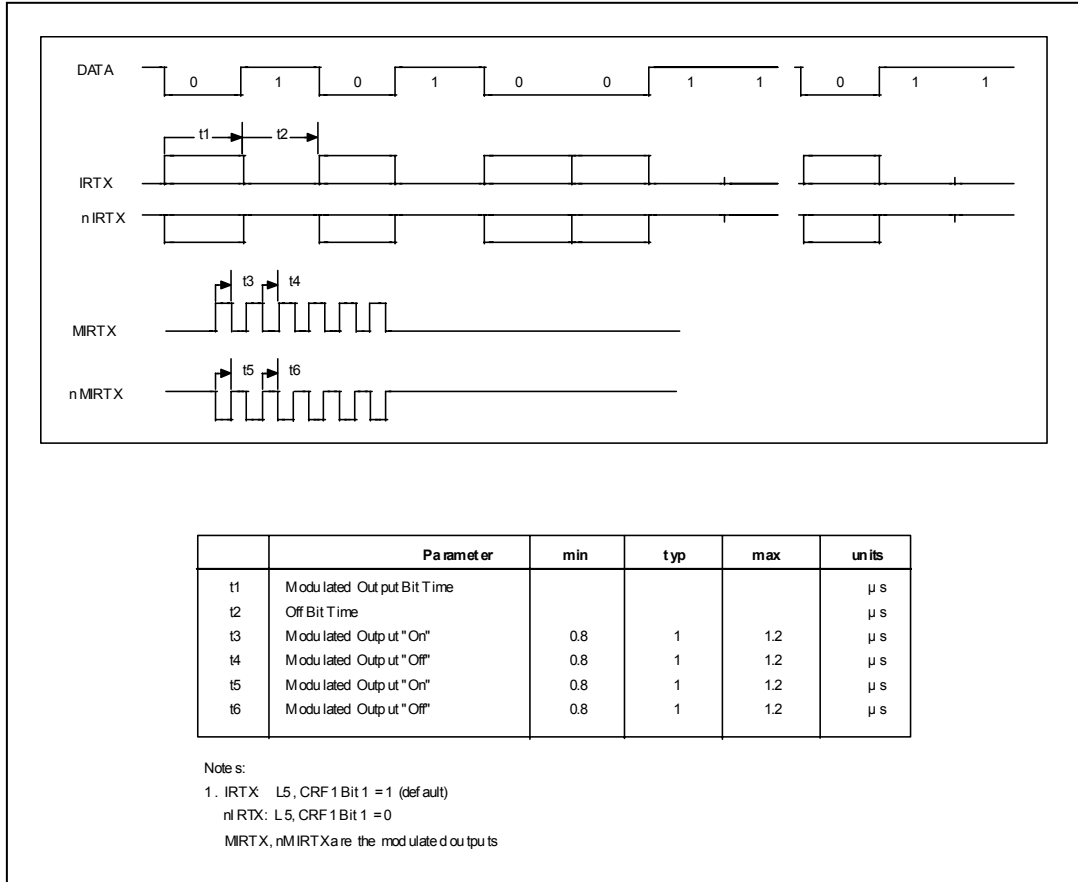 DATA
0 1 0 1 0 0 1 1 0 1 1
t1 t2
IRTX
n IRTX
t3 t4
MIRTX
t5 t6
n MIRTX
Parameter min typ max units
t1 Modulated Output Bit Time µs
t2 Off Bit Time µs
t3 Modulated Output "On" 0.8 1 1.2 µs
t4 Modulated Output "Off" 0.8 1 1.2 µs
t5 Modulated Output "On" 0.8 1 1.2 µs
t6 Modulated Output "Off" 0.8 1 1.2 µs
Notes:
1. IRTX: L5, CRF1 Bit 1 = 1 (default)
nIRTX: L5, CRF1 Bit 1 = 0
MIRTX, nMIRTX are the modulated outputs